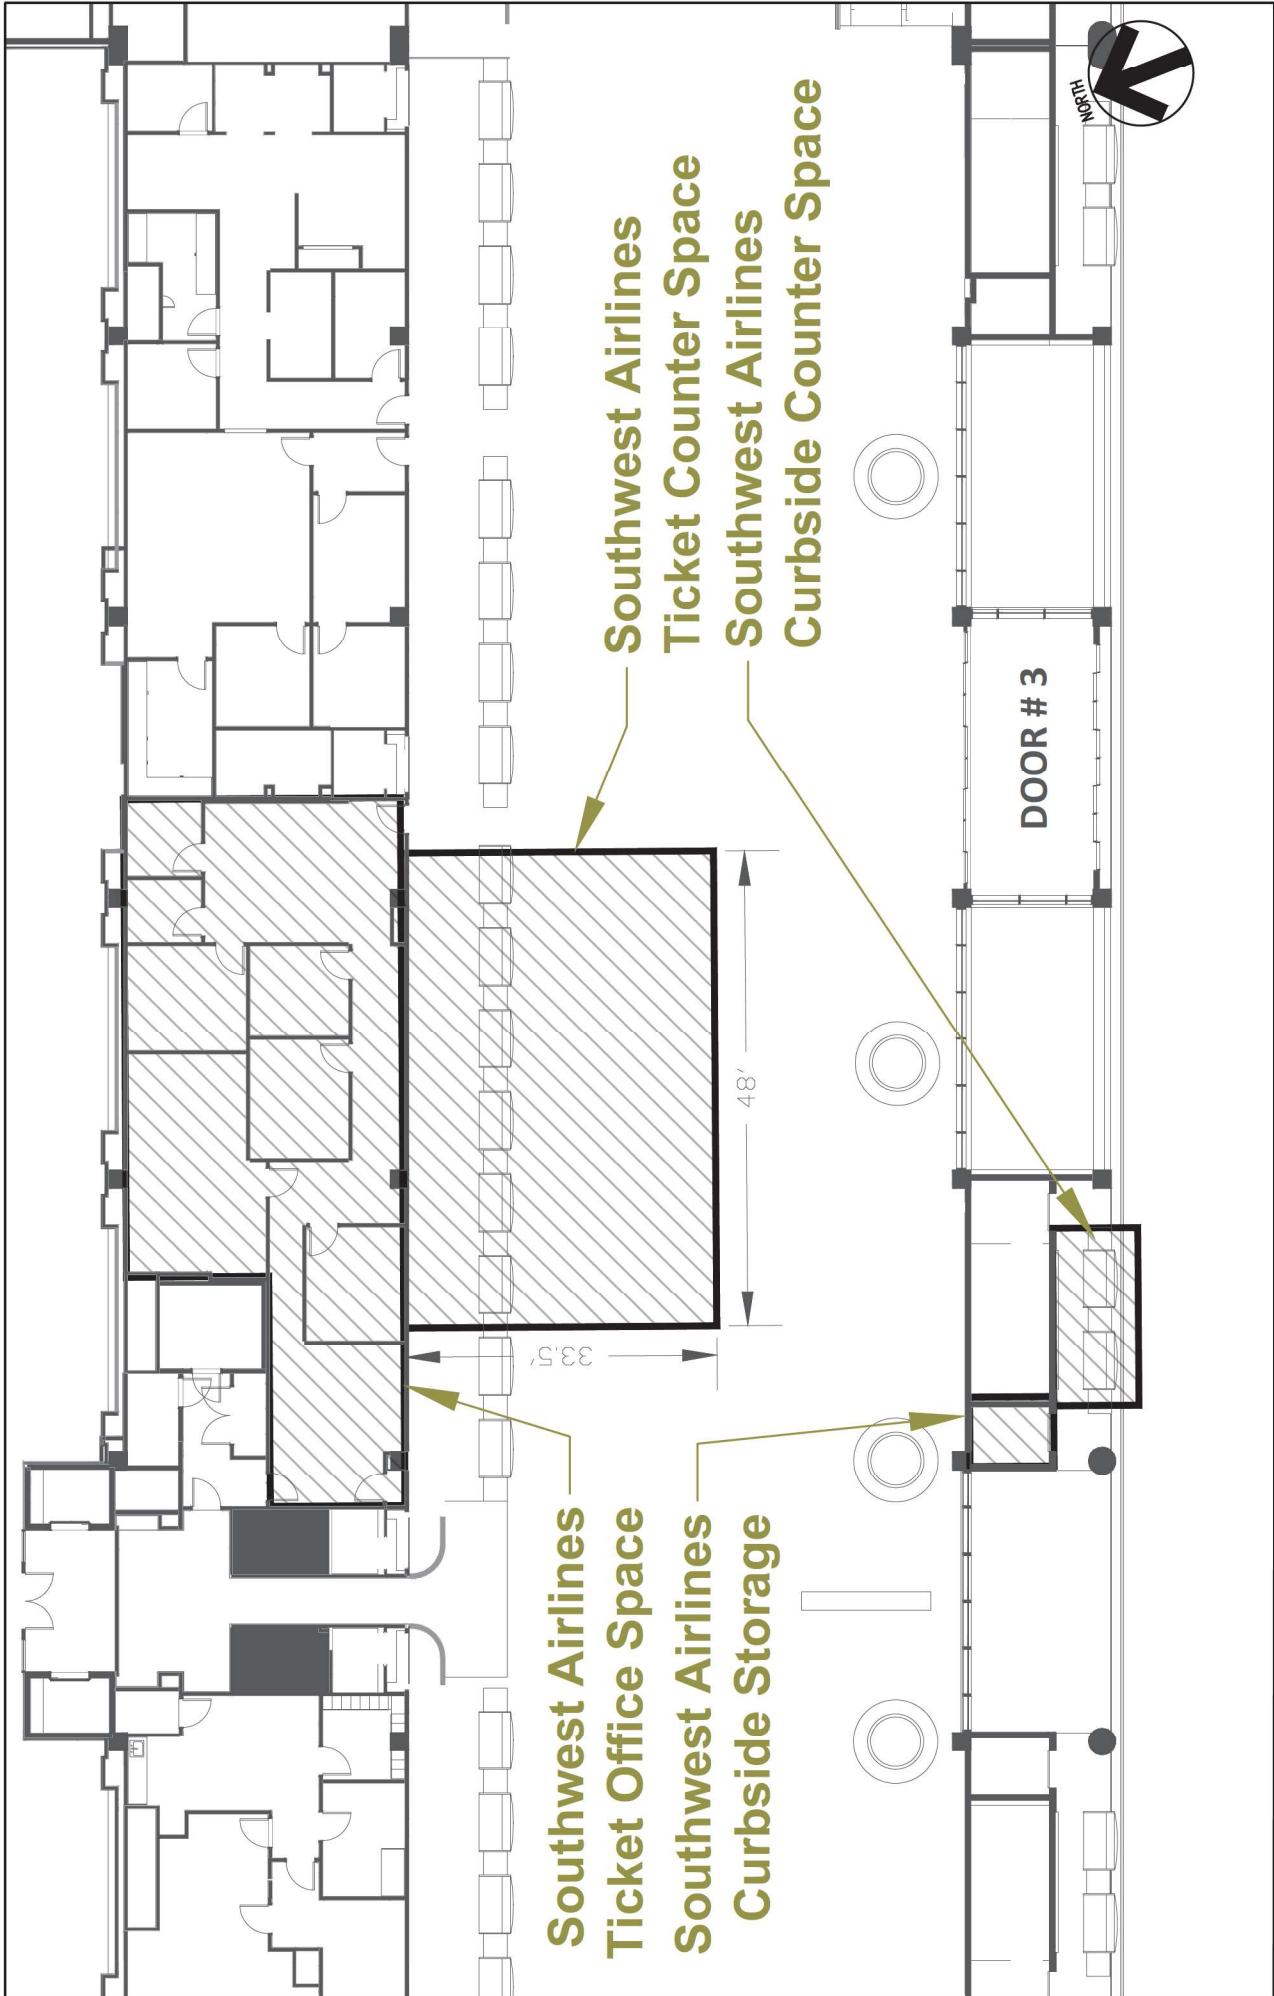 Southwest Airlines
Ticket Office Space
Southwest Airlines
Curbside Storage
33.5'
48'
Southwest Airlines
Ticket Counter Space
Southwest Airlines
Curbside Counter Space
DOOR # 3
NORTH